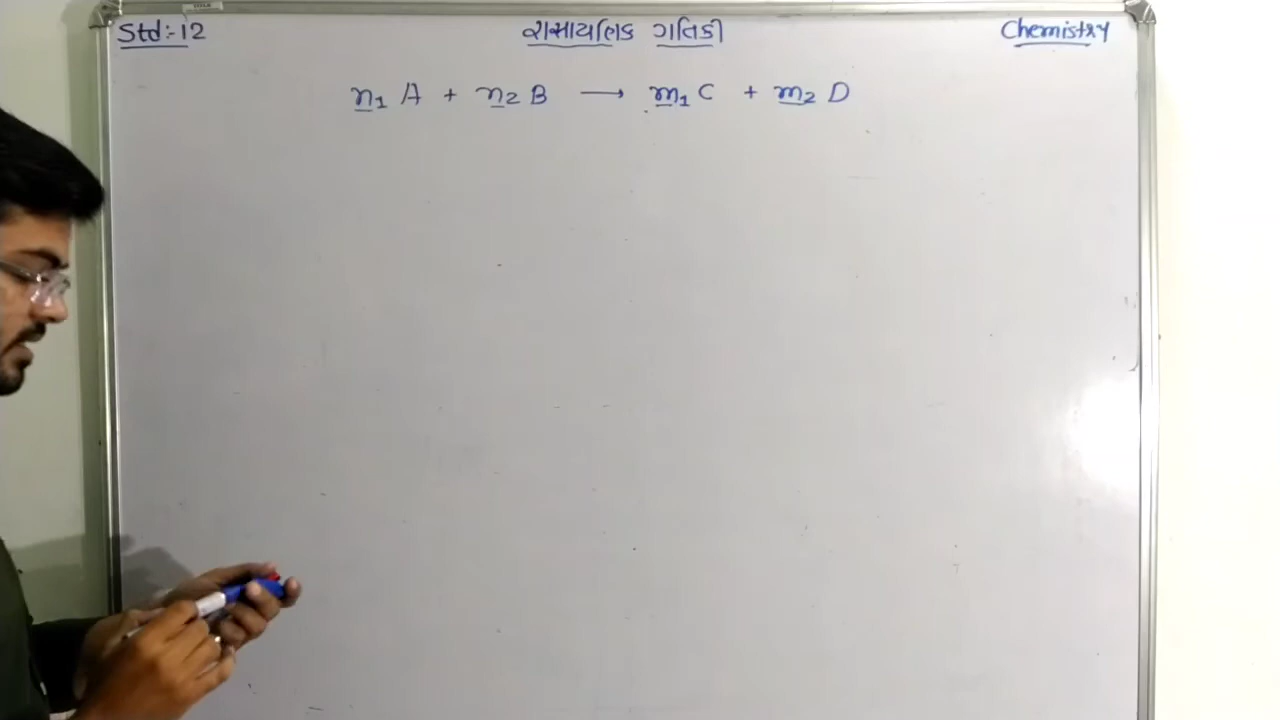 Std:-12 રાસાયણિક ગતિકી Chemistry
n₁ A + n₂ B ⟶ m₁ C + m₂ D